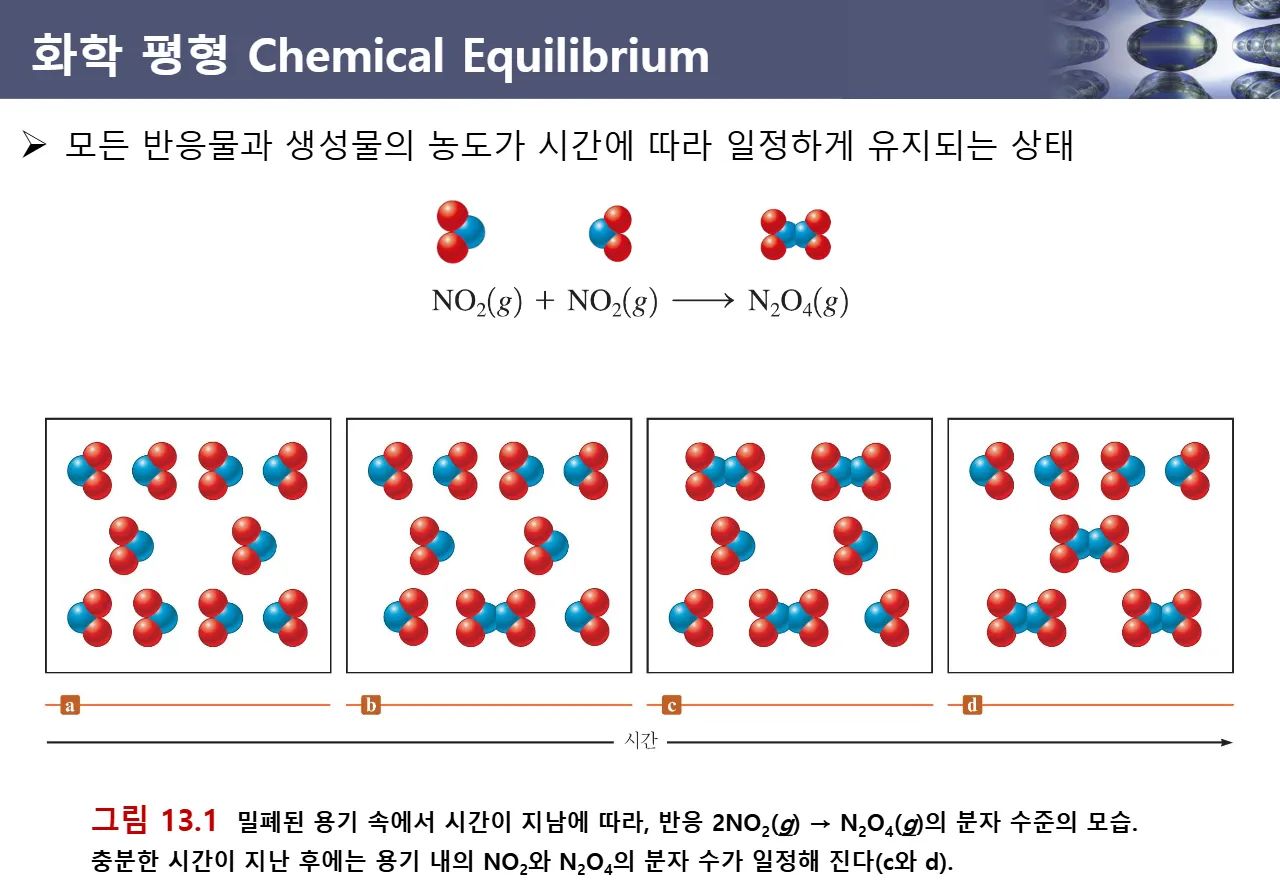 화학 평형 Chemical Equilibrium
➢ 모든 반응물과 생성물의 농도가 시간에 따라 일정하게 유지되는 상태
NO₂(g) + NO₂(g) ⟶ N₂O₄(g)
a b c d
시간
그림 13.1 밀폐된 용기 속에서 시간이 지남에 따라, 반응 2NO₂(g) → N₂O₄(g)의 분자 수준의 모습.
충분한 시간이 지난 후에는 용기 내의 NO₂와 N₂O₄의 분자 수가 일정해 진다(c와 d).